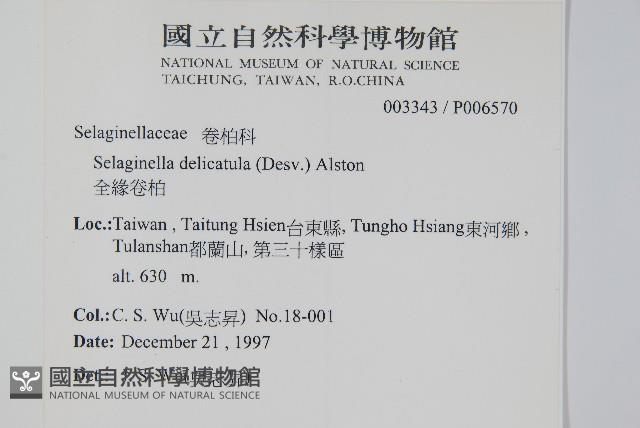 國立自然科學博物館
NATIONAL MUSEUM OF NATURAL SCIENCE
TAICHUNG, TAIWAN, R.O.CHINA
003343 / P006570
Selaginellaceae 卷柏科
Selaginella delicatula (Desv.) Alston
全緣卷柏
Loc.:Taiwan , Taitung Hsien台東縣, Tungho Hsiang東河鄉 ,
Tulanshan都蘭山, 第三十樣區
alt. 630 m.
Col.:C. S. Wu(吳志昇) No.18-001
Date: December 21 , 1997
Det.:
國立自然科學博物館
NATIONAL MUSEUM OF NATURAL SCIENCE